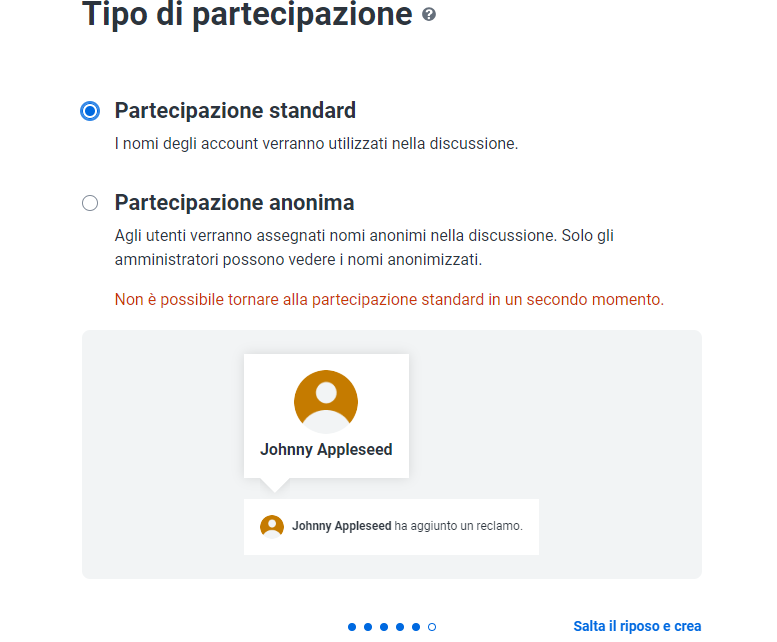 Tipo di partecipazione ?
Partecipazione standard
I nomi degli account verranno utilizzati nella discussione.
Partecipazione anonima
Agli utenti verranno assegnati nomi anonimi nella discussione. Solo gli
amministratori possono vedere i nomi anonimizzati.
Non è possibile tornare alla partecipazione standard in un secondo momento.
Johnny Appleseed
Johnny Appleseed ha aggiunto un reclamo.
Salta il riposo e crea